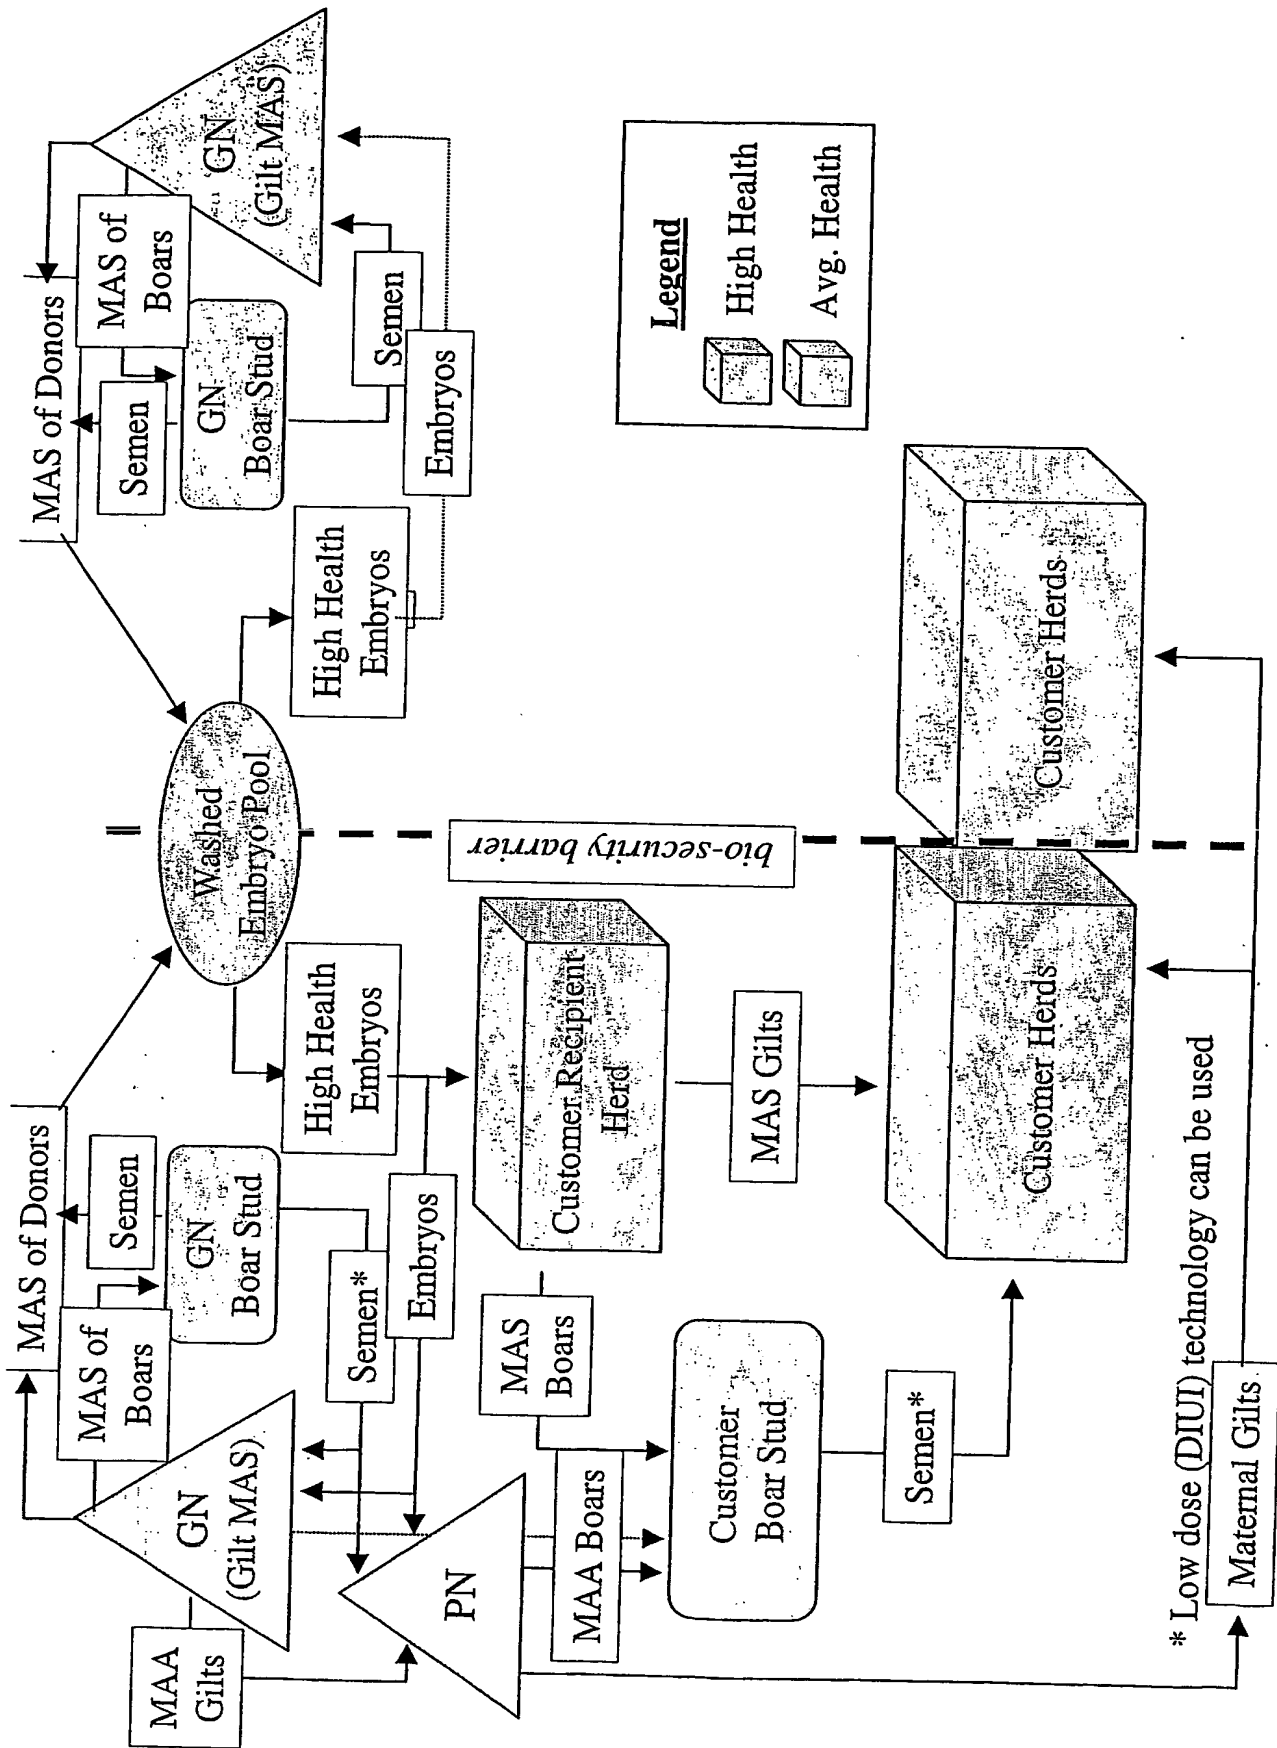 MAS of Donors
MAS of Donors
MAS of
Boars
Semen
GN
Boar Stud
Washed
Embryo Pool
Semen
GN
Boar Stud
MAS of
Boars
MAA
Gilts
GN
(Gilt MAS)
Semen*
Embryos
High Health
Embryos
High Health
Embryos
Semen
Embryos
GN
(Gilt MAS)
PN
bio-security barrier
MAA Boars
MAS
Boars
Customer Recipient
Herd
Customer
Boar Stud
MAS Gilts
Legend
High Health
Avg. Health
Semen*
Customer Herds
Customer Herds
* Low dose (DIUI) technology can be used
Maternal Gilts